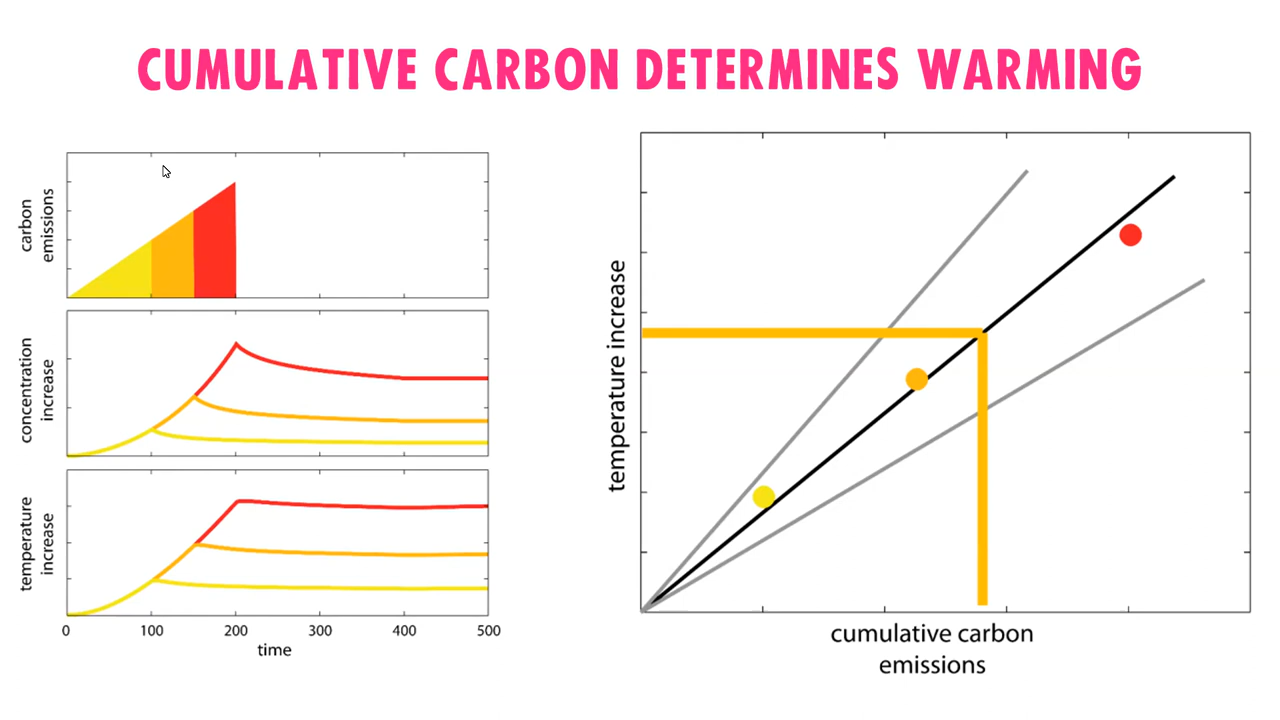 CUMULATIVE CARBON DETERMINES WARMING
carbon
emissions
concentration
increase
temperature
increase
0 100 200 300 400 500
time
temperature increase
cumulative carbon
emissions